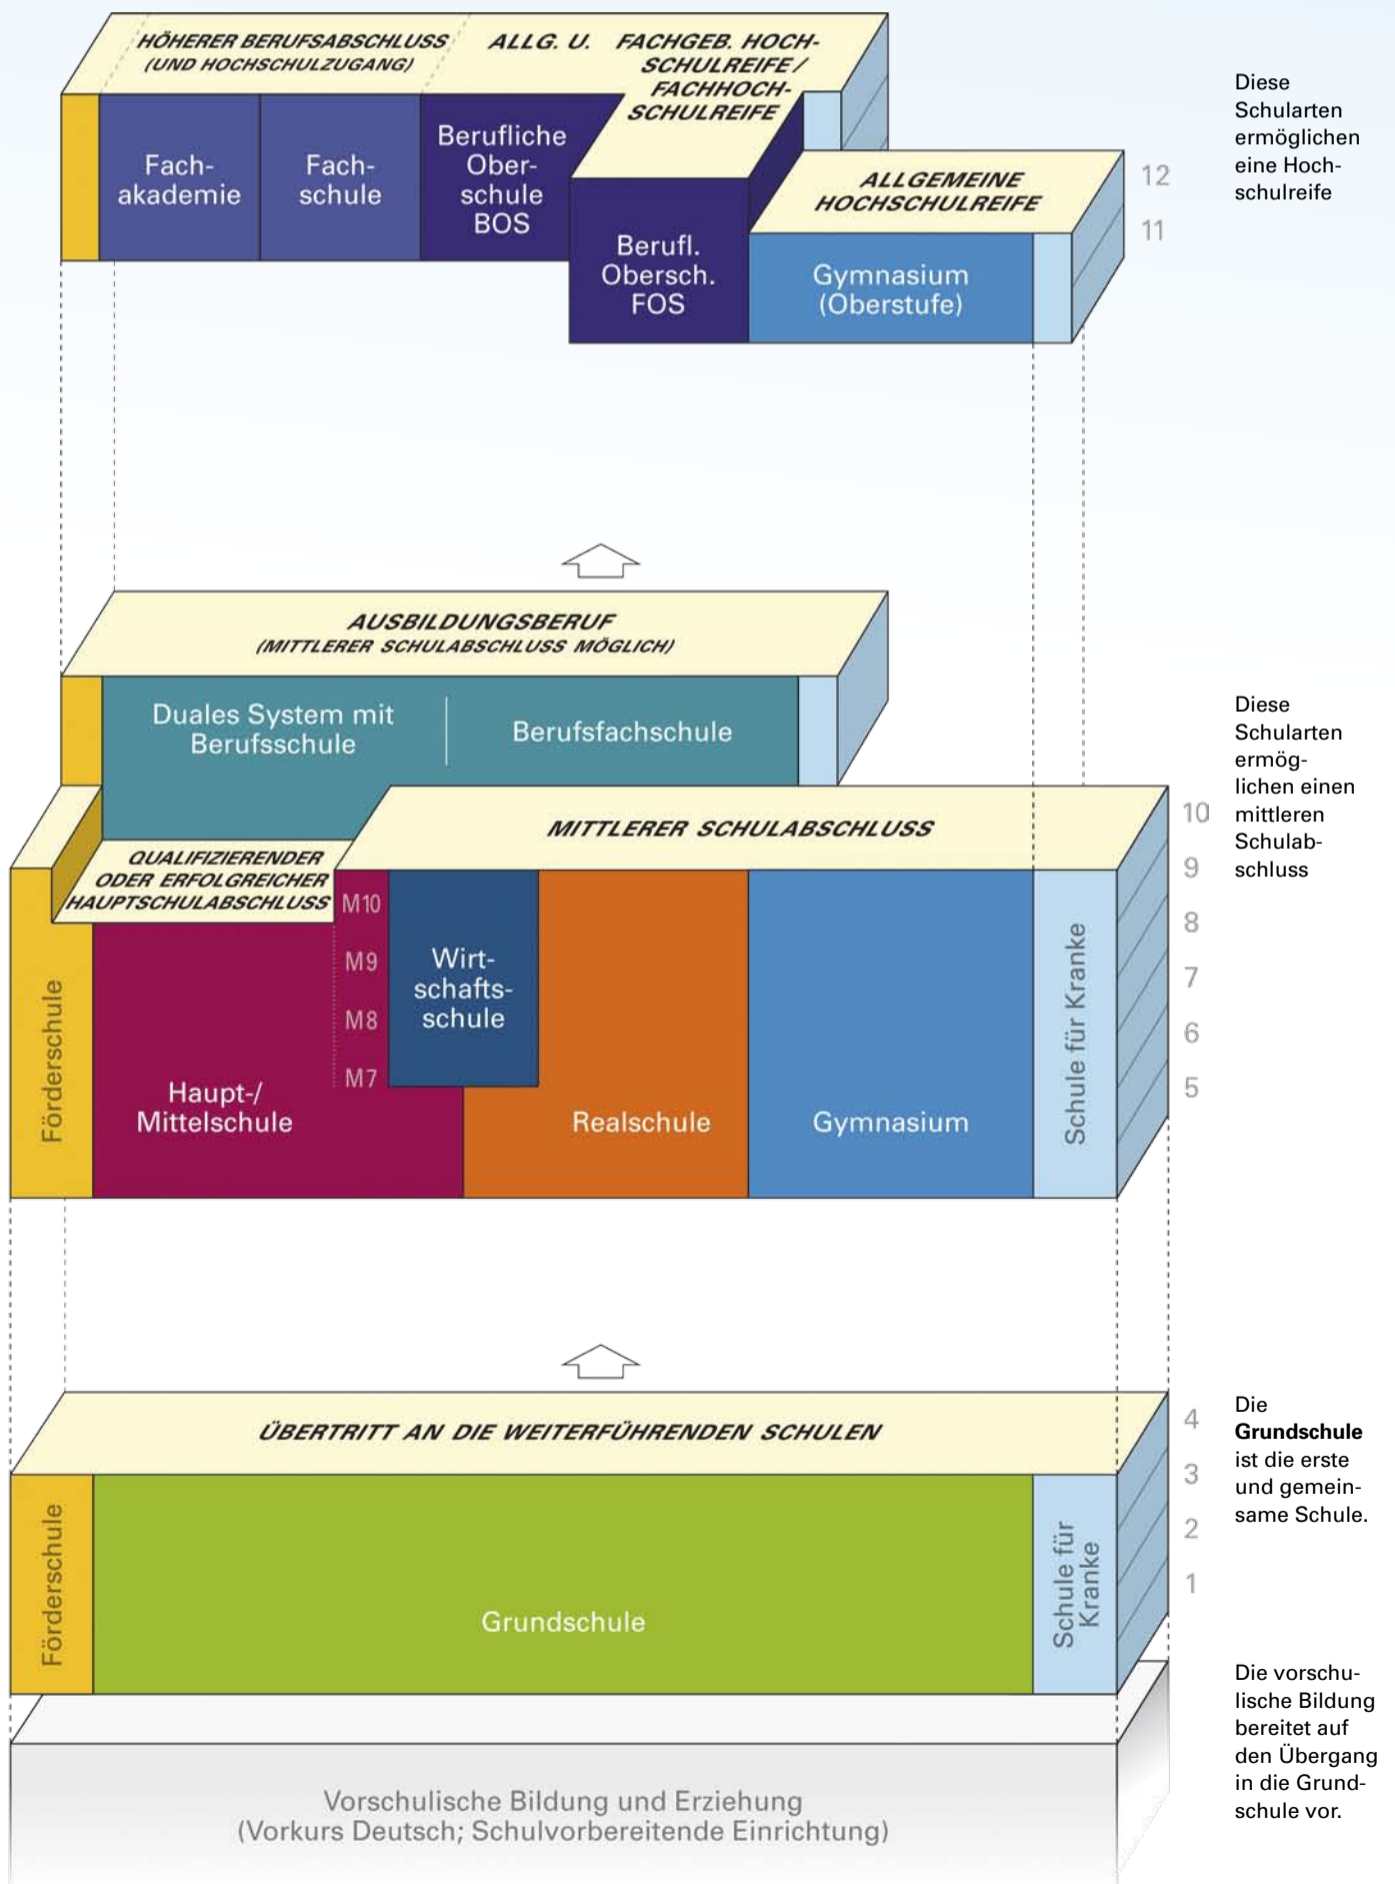 HÖHERER BERUFSABSCHLUSS
(UND HOCHSCHULZUGANG)
ALLG. U. FACHGEB. HOCH-
SCHULREIFE /
FACHHOCH-
SCHULREIFE
Fach-
akademie
Fach-
schule
Berufliche
Ober-
schule
BOS
Berufl.
Obersch.
FOS
ALLGEMEINE
HOCHSCHULREIFE
Gymnasium
(Oberstufe)
12
11
Diese
Schularten
ermöglichen
eine Hoch-
schulreife
AUSBILDUNGSBERUF
(MITTLERER SCHULABSCHLUSS MÖGLICH)
Duales System mit
Berufsschule
Berufsfachschule
MITTLERER SCHULABSCHLUSS
QUALIFIZIERENDER
ODER ERFOLGREICHER
HAUPTSCHULABSCHLUSS
M10
M9
M8
M7
Förderschule
Haupt-/
Mittelschule
Wirt-
schafts-
schule
Realschule
Gymnasium
Schule für Kranke
10
9
8
7
6
5
Diese
Schularten
ermög-
lichen einen
mittleren
Schulab-
schluss
ÜBERTRITT AN DIE WEITERFÜHRENDEN SCHULEN
Förderschule
Grundschule
Schule für
Kranke
4
3
2
1
Die
Grundschule
ist die erste
und gemein-
same Schule.
Vorschulische Bildung und Erziehung
(Vorkurs Deutsch; Schulvorbereitende Einrichtung)
Die vorschu-
lische Bildung
bereitet auf
den Übergang
in die Grund-
schule vor.